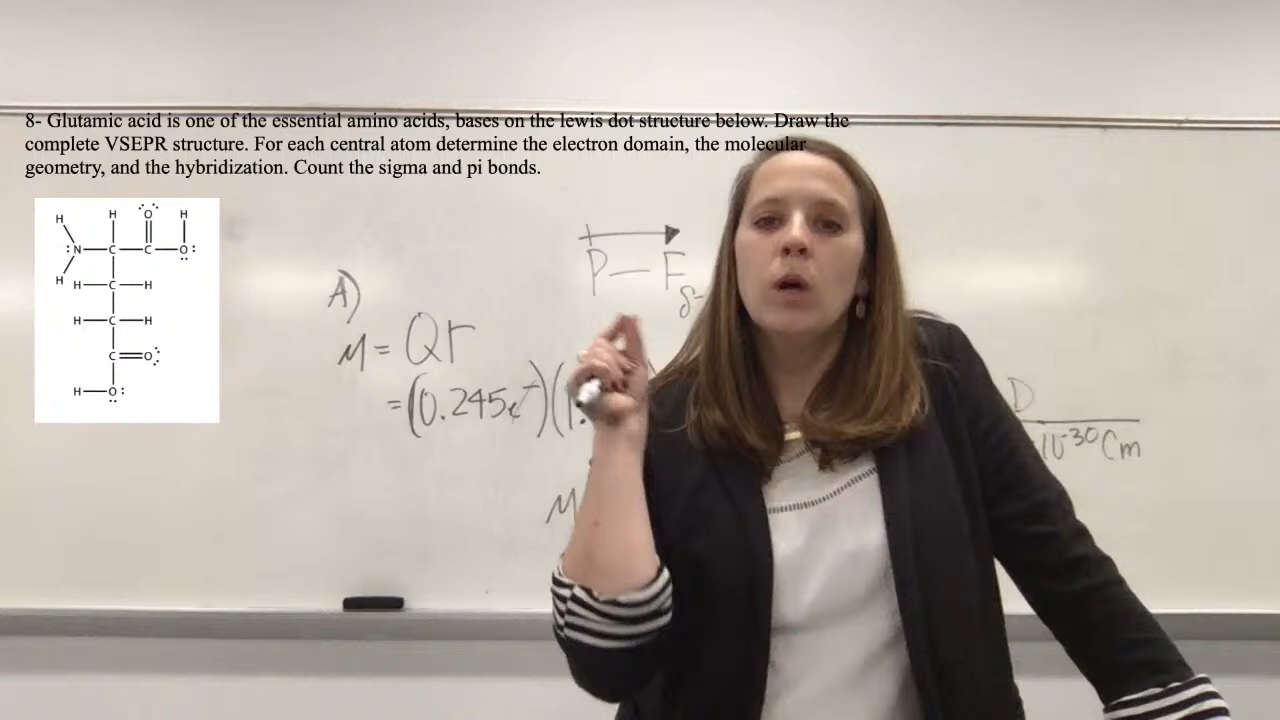 8- Glutamic acid is one of the essential amino acids, bases on the lewis dot structure below. Draw the
complete VSEPR structure. For each central atom determine the electron domain, the molecular
geometry, and the hybridization. Count the sigma and pi bonds.
H H O H
:N C C O:
H H C H
H C H
C O
H O:
P — F
δ-
A)
M = Qr
= (0.245e⁻)(1.
D
10⁻³⁰ Cm
M